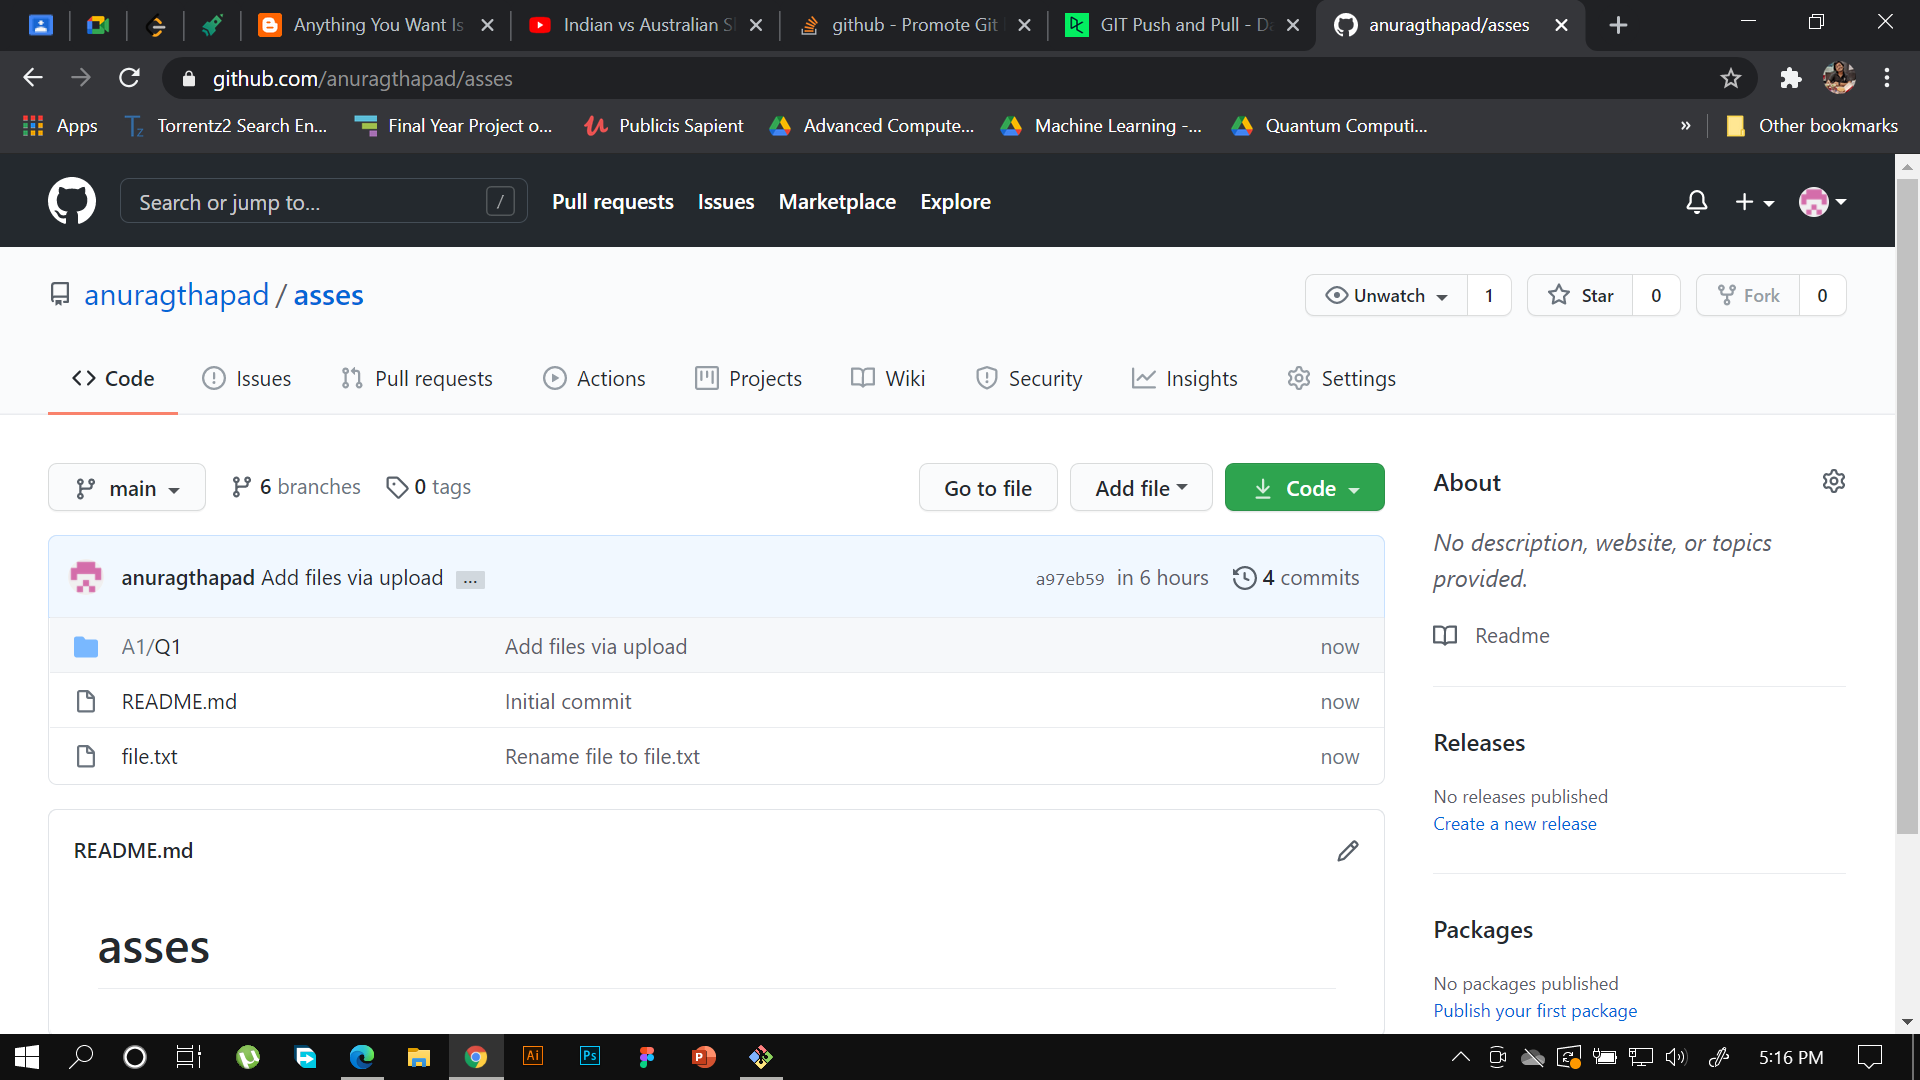 Anything You Want Is
Indian vs Australian S
github - Promote Git
GIT Push and Pull - Da
anuragthapad/asses
github.com/anuragthapad/asses
Apps
Torrentz2 Search En...
Final Year Project o...
Publicis Sapient
Advanced Compute...
Machine Learning -...
Quantum Computi...
»
Other bookmarks
Search or jump to...
/
Pull requests
Issues
Marketplace
Explore
anuragthapad / asses
Unwatch 1
Star 0
Fork 0
Code
Issues
Pull requests
Actions
Projects
Wiki
Security
Insights
Settings
main
6 branches
0 tags
Go to file
Add file
Code
anuragthapad Add files via upload ...
a97eb59 in 6 hours
4 commits
A1/Q1 Add files via upload now
README.md Initial commit now
file.txt Rename file to file.txt now
README.md
asses
About
No description, website, or topics
provided.
Readme
Releases
No releases published
Create a new release
Packages
No packages published
Publish your first package
Ai
Ps
5:16 PM